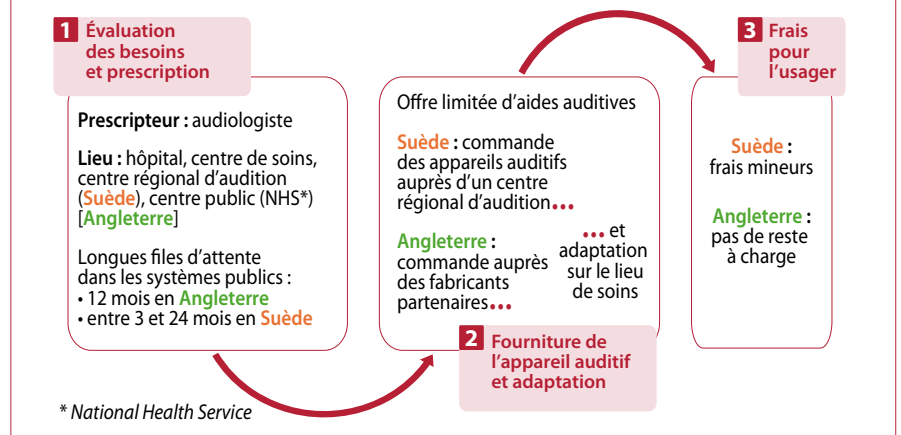 1 Évaluation
des besoins
et prescription
Prescripteur : audiologiste
Lieu : hôpital, centre de soins,
centre régional d'audition
(Suède), centre public (NHS*)
[Angleterre]
Longues files d'attente
dans les systèmes publics :
• 12 mois en Angleterre
• entre 3 et 24 mois en Suède
Offre limitée d'aides auditives
Suède : commande
des appareils auditifs
auprès d'un centre
régional d'audition...
Angleterre :
commande auprès
des fabricants
partenaires...
... et
adaptation
sur le lieu
de soins
2 Fourniture de
l'appareil auditif
et adaptation
3 Frais
pour
l'usager
Suède :
frais mineurs
Angleterre :
pas de reste
à charge
* National Health Service